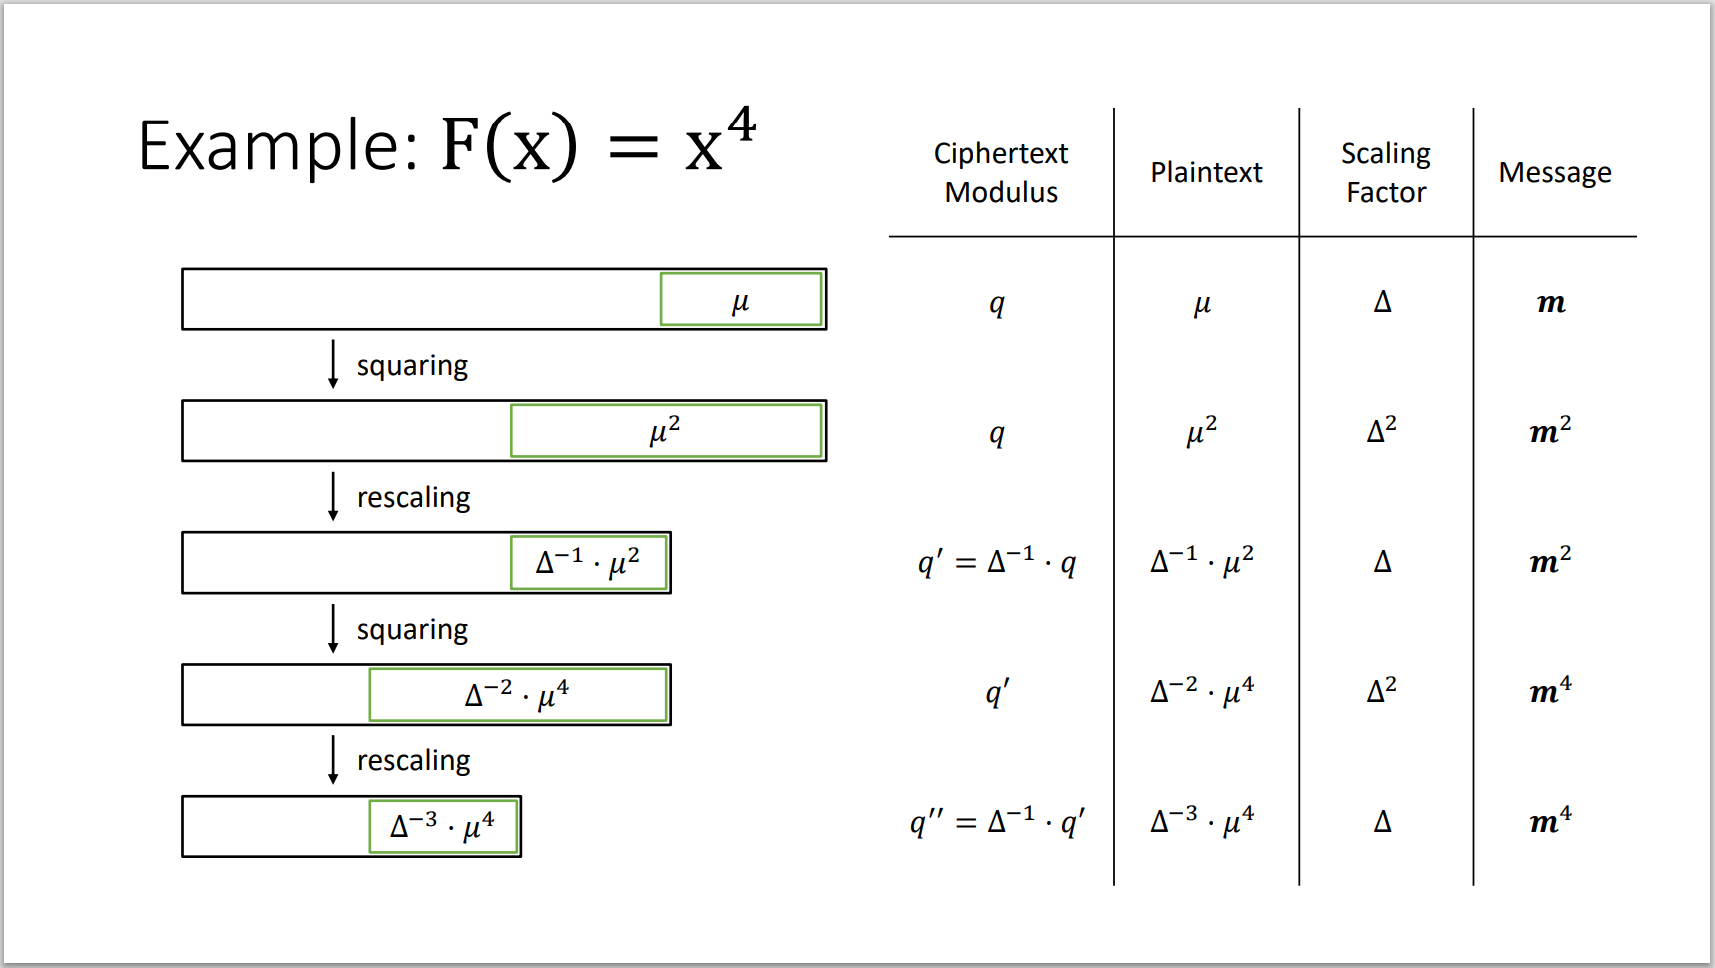 Example: F(x) = x⁴
μ
squaring
μ²
rescaling
Δ⁻¹ · μ²
squaring
Δ⁻² · μ⁴
rescaling
Δ⁻³ · μ⁴
Ciphertext Modulus | Plaintext | Scaling Factor | Message
q | μ | Δ | m
q | μ² | Δ² | m²
q′ = Δ⁻¹ · q | Δ⁻¹ · μ² | Δ | m²
q′ | Δ⁻² · μ⁴ | Δ² | m⁴
q′′ = Δ⁻¹ · q′ | Δ⁻³ · μ⁴ | Δ | m⁴